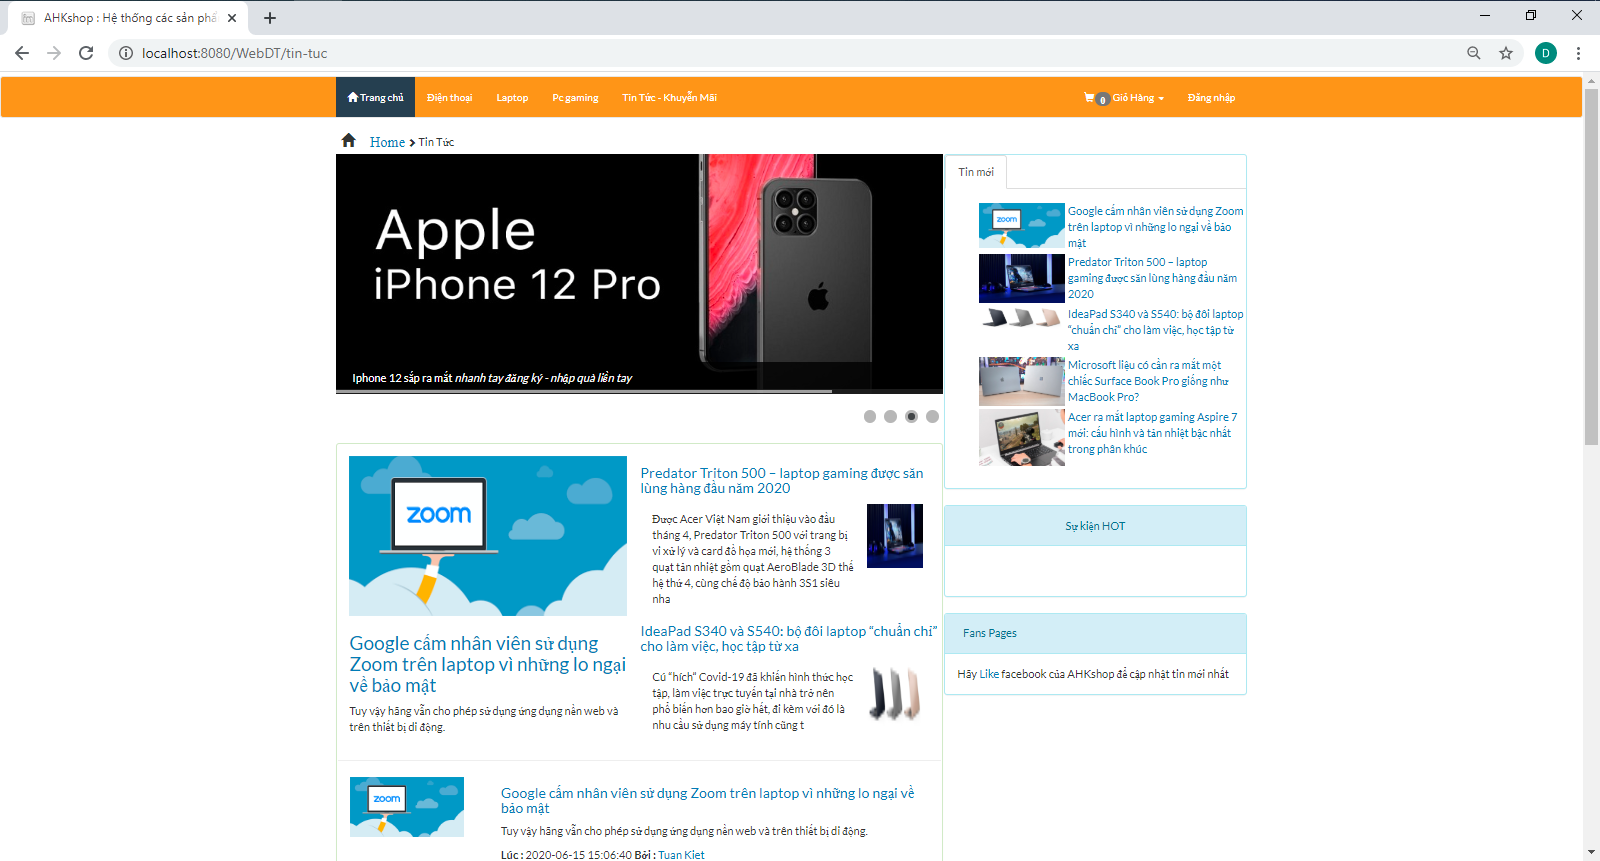 AHKshop : Hệ thống các sản phẩ
localhost:8080/WebDT/tin-tuc
D
Trang chủ
Điện thoại
Laptop
Pc gaming
Tin Tức - Khuyễn Mãi
0 Giỏ Hàng
Đăng nhập
Home > Tin Tức
Apple
iPhone 12 Pro
Iphone 12 sắp ra mắt nhanh tay đăng ký - nhập quà liền tay
Tin mới
zoom
Google cấm nhân viên sử dụng Zoom
trên laptop vì những lo ngại về bảo
mật
Predator Triton 500 – laptop
gaming được săn lùng hàng đầu năm
2020
IdeaPad S340 và S540: bộ đôi laptop
“chuẩn chỉ” cho làm việc, học tập từ
xa
Microsoft liệu có cần ra mắt một
chiếc Surface Book Pro giống như
MacBook Pro?
Acer ra mắt laptop gaming Aspire 7
mới: cấu hình và tản nhiệt bậc nhất
trong phân khúc
zoom
Google cấm nhân viên sử dụng
Zoom trên laptop vì những lo ngại
về bảo mật
Tuy vậy hãng vẫn cho phép sử dụng ứng dụng nền web và
trên thiết bị di động.
Predator Triton 500 – laptop gaming được săn
lùng hàng đầu năm 2020
Được Acer Việt Nam giới thiệu vào đầu
tháng 4, Predator Triton 500 với trang bị
vi xử lý và card đồ họa mới, hệ thống 3
quạt tản nhiệt gồm quạt AeroBlade 3D thế
hệ thứ 4, cùng chế độ bảo hành 3S1 siêu
nha
IdeaPad S340 và S540: bộ đôi laptop “chuẩn chỉ”
cho làm việc, học tập từ xa
Cú “hích” Covid-19 đã khiến hình thức học
tập, làm việc trực tuyến tại nhà trở nên
phổ biến hơn bao giờ hết, đi kèm với đó là
nhu cầu sử dụng máy tính cũng t
Sự kiện HOT
Fans Pages
Hãy Like facebook của AHKshop để cập nhật tin mới nhất
zoom
Google cấm nhân viên sử dụng Zoom trên laptop vì những lo ngại về
bảo mật
Tuy vậy hãng vẫn cho phép sử dụng ứng dụng nền web và trên thiết bị di động.
Lúc : 2020-06-15 15:06:40 Bởi : Tuan Kiet